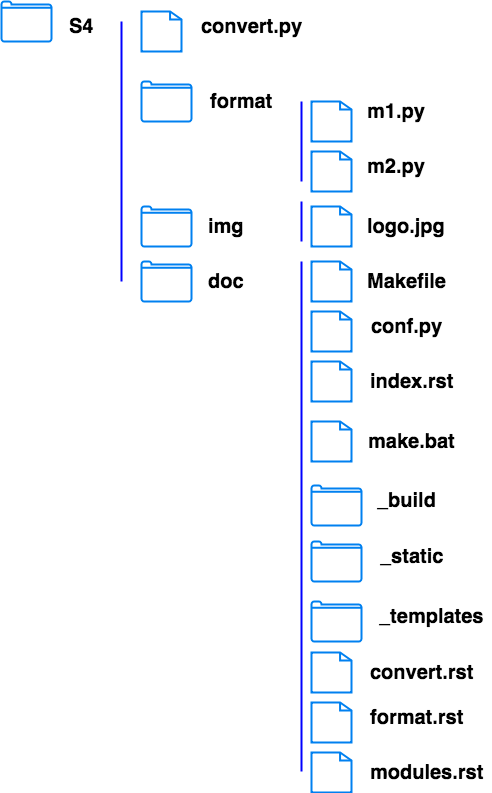 S4
convert.py
format
m1.py
m2.py
img
logo.jpg
doc
Makefile
conf.py
index.rst
make.bat
_build
_static
_templates
convert.rst
format.rst
modules.rst